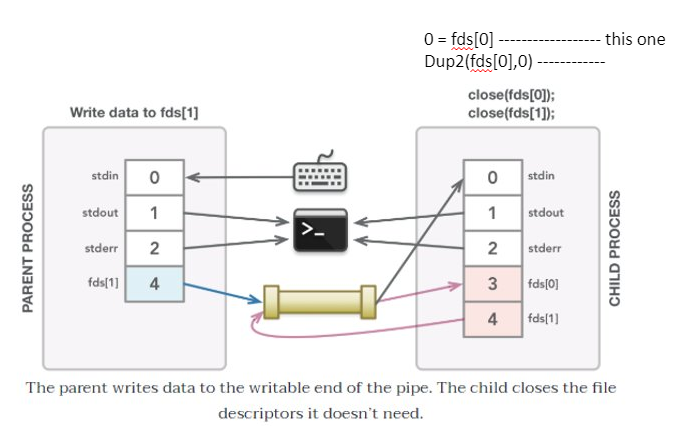 0 = fds[0] ------------------ this one
Dup2(fds[0],0) ------------
close(fds[0]);
close(fds[1]);
Write data to fds[1]
PARENT PROCESS
stdin 0
stdout 1
stderr 2
fds[1] 4
>_
0 stdin
1 stdout
2 stderr
3 fds[0]
4 fds[1]
CHILD PROCESS
The parent writes data to the writable end of the pipe. The child closes the file
descriptors it doesn't need.